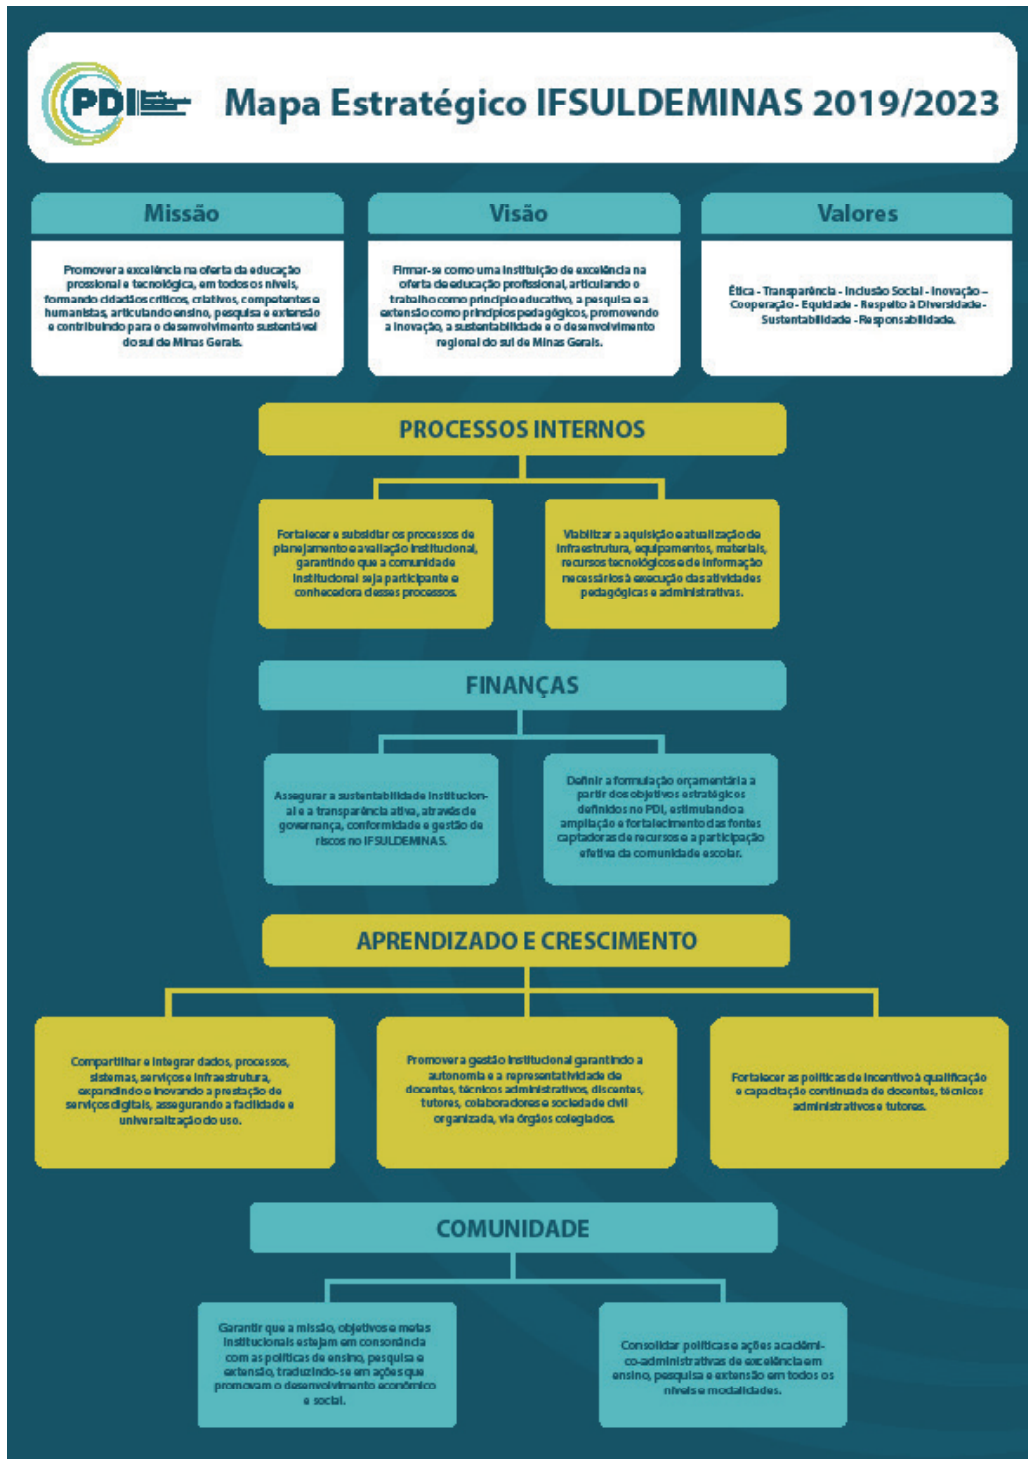 PDI
Mapa Estratégico IFSULDEMINAS 2019/2023
Missão
Promover a excelência na oferta da educação
prossional e tecnológica, em todos os níveis,
formando cidadãos críticos, criativos, competentes e
humanistas, articulando ensino, pesquisa e extensão
e contribuindo para o desenvolvimento sustentável
do sul de Minas Gerais.
Visão
Firmar-se como uma instituição de excelência na
oferta de educação profissional, articulando o
trabalho como princípio educativo, a pesquisa e a
extensão como princípios pedagógicos, promovendo
a inovação, a sustentabilidade e o desenvolvimento
regional do sul de Minas Gerais.
Valores
Ética - Transparência - Inclusão Social - Inovação –
Cooperação - Equidade - Respeito à Diversidade-
Sustentabilidade - Responsabilidade.
PROCESSOS INTERNOS
Fortalecer e subsidiar os processos de
planejamento e avaliação institucional,
garantindo que a comunidade
institucional seja participante e
conhecedora desses processos.
Viabilizar a aquisição e atualização de
infraestrutura, equipamentos, materiais,
recursos tecnológicos e de informação
necessários à execução das atividades
pedagógicas e administrativas.
FINANÇAS
Assegurar a sustentabilidade institucion-
al e a transparência ativa, através de
governança, conformidade e gestão de
riscos no IFSULDEMINAS.
Definir a formulação orçamentária a
partir dos objetivos estratégicos
definidos no PDI, estimulando a
ampliação e fortalecimento das fontes
captadoras de recursos e a participação
efetiva da comunidade escolar.
APRENDIZADO E CRESCIMENTO
Compartilhar e integrar dados, processos,
sistemas, serviços e infraestrutura,
expandindo e inovando a prestação de
serviços digitais, assegurando a facilidade e
universalização do uso.
Promover a gestão institucional garantindo a
autonomia e a representatividade de
docentes, técnicos administrativos, discentes,
tutores, colaboradores e sociedade civil
organizada, via órgãos colegiados.
Fortalecer as políticas de incentivo à qualificação
e capacitação continuada de docentes, técnicos
administrativos e tutores.
COMUNIDADE
Garantir que a missão, objetivos e metas
institucionais estejam em consonância
com as políticas de ensino, pesquisa e
extensão, traduzindo-se em ações que
promovam o desenvolvimento econômico
e social.
Consolidar políticas e ações acadêmi-
co-administrativas de excelência em
ensino, pesquisa e extensão em todos os
níveis e modalidades.